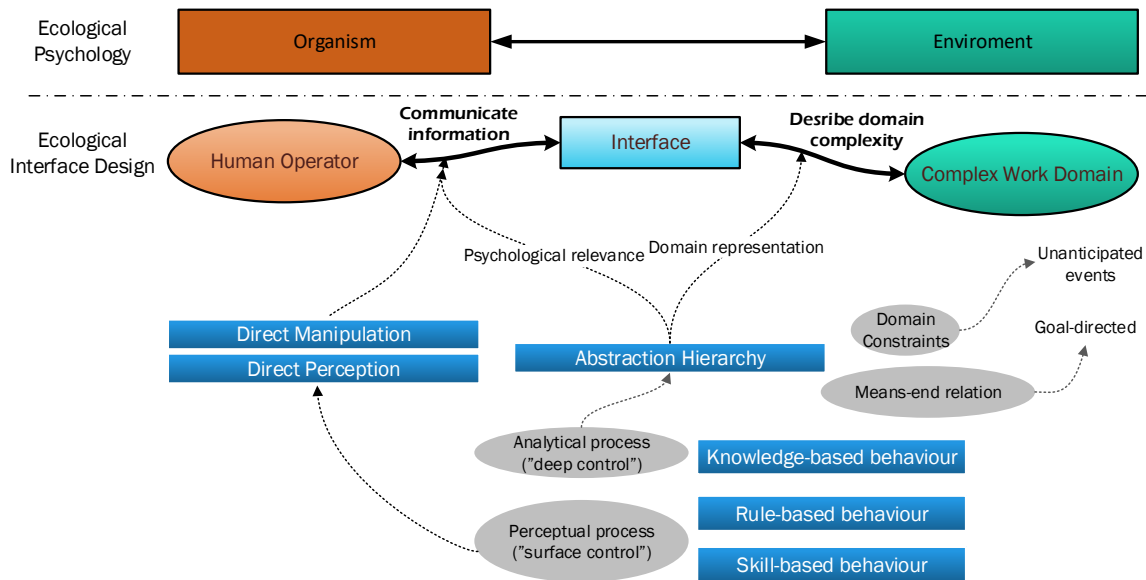 Ecological
Psychology
Organism
Enviroment
Ecological
Interface Design
Human Operator
Communicate
information
Interface
Desribe domain
complexity
Complex Work Domain
Psychological relevance
Domain representation
Unanticipated
events
Direct Manipulation
Direct Perception
Abstraction Hierarchy
Domain
Constraints
Goal-directed
Means-end relation
Analytical process
("deep control")
Knowledge-based behaviour
Perceptual process
("surface control")
Rule-based behaviour
Skill-based behaviour